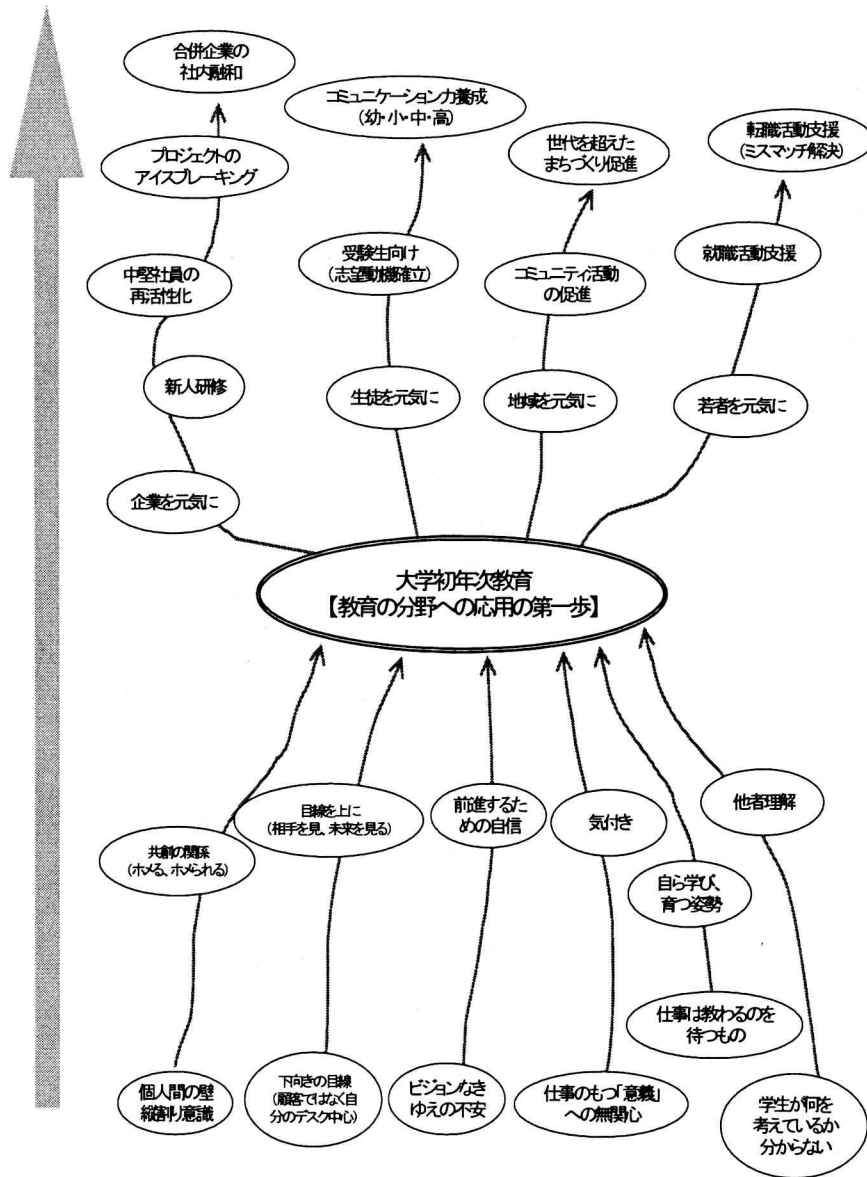 合併企業の
社内融和
コミュニケーション力養成
(幼・小・中・高)
世代を超えた
まちづくり促進
転職活動支援
(ミスマッチ解決)
プロジェクトの
アイスブレーキング
受験生向け
(志望動機確立)
コミュニティ活動
の促進
就職活動支援
中堅社員の
再活性化
新人研修
生徒を元気に
地域を元気に
若者を元気に
企業を元気に
大学初年次教育
【教育の分野への応用の第一歩】
共創の関係
(ホメる、ホメられる)
目線を上に
(相手を見、未来を見る)
前進するた
めの自信
気付き
他者理解
自ら学び、
育つ姿勢
仕事は教わるのを
待つもの
個人間の壁
縦割り意識
下向きの目線
(顧客ではなく自
分のデスク中心)
ビジョンなき
ゆえの不安
仕事のもつ「意義」
への無関心
学生が何を
考えているか
分からない